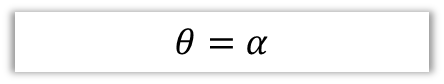 θ = α